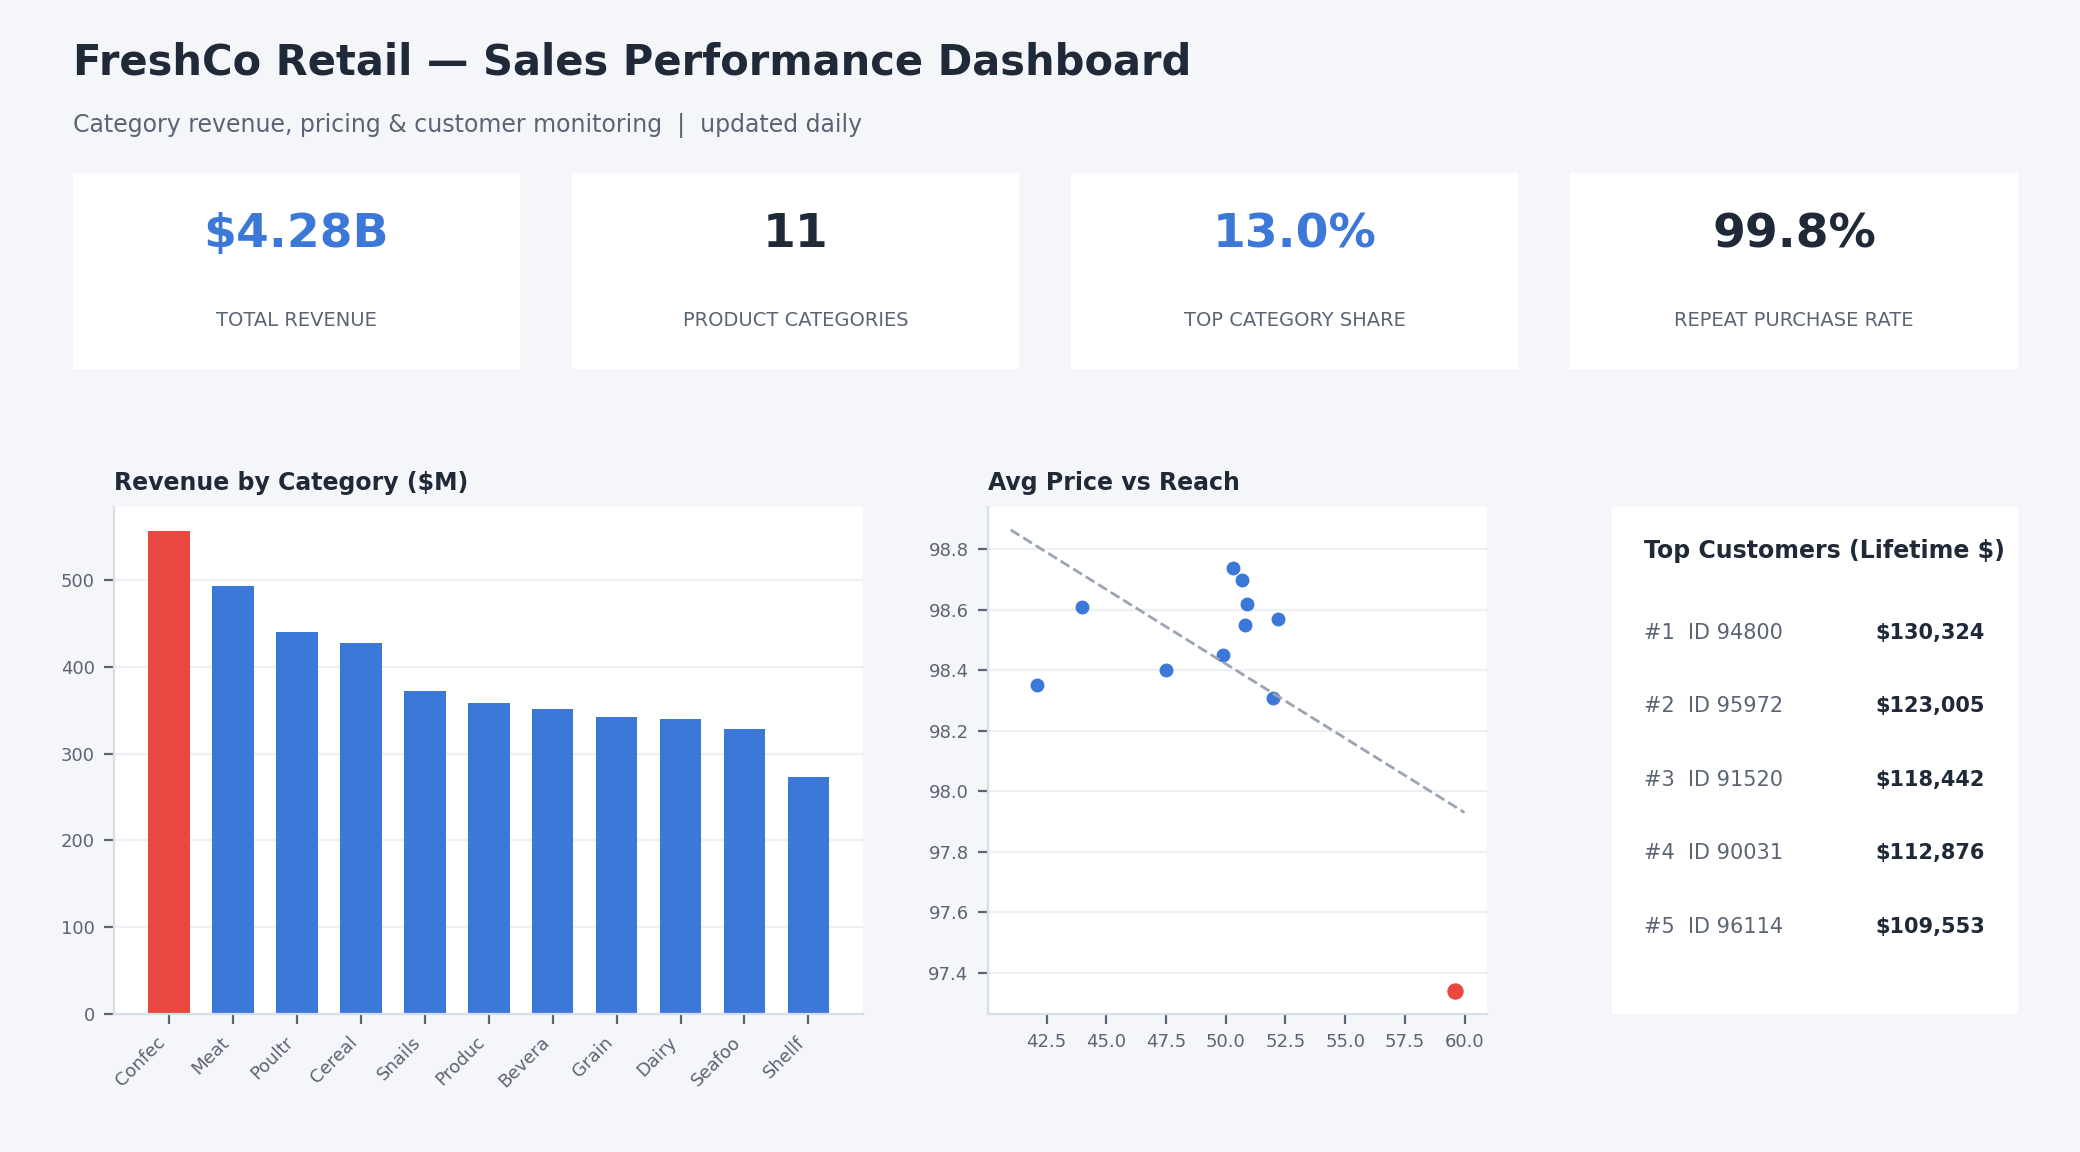 FreshCo Retail — Sales Performance Dashboard
Category revenue, pricing & customer monitoring | updated daily
$4.28B
TOTAL REVENUE
11
PRODUCT CATEGORIES
13.0%
TOP CATEGORY SHARE
99.8%
REPEAT PURCHASE RATE
Revenue by Category ($M)
500
400
300
200
100
0
Confec
Meat
Poultr
Cereal
Snails
Produc
Bevera
Grain
Dairy
Seafoo
Shellf
Avg Price vs Reach
98.8
98.6
98.4
98.2
98.0
97.8
97.6
97.4
42.5 45.0 47.5 50.0 52.5 55.0 57.5 60.0
Top Customers (Lifetime $)
#1 ID 94800 $130,324
#2 ID 95972 $123,005
#3 ID 91520 $118,442
#4 ID 90031 $112,876
#5 ID 96114 $109,553